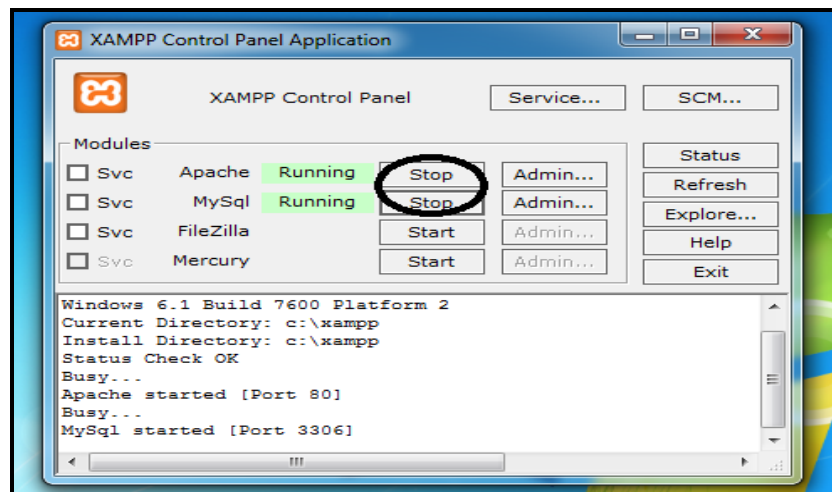 XAMPP Control Panel Application
XAMPP Control Panel
Service...
SCM...
Modules
Svc Apache Running Stop Admin...
Svc MySql Running Stop Admin...
Svc FileZilla Start Admin...
Svc Mercury Start Admin...
Status
Refresh
Explore...
Help
Exit
Windows 6.1 Build 7600 Platform 2
Current Directory: c:\xampp
Install Directory: c:\xampp
Status Check OK
Busy...
Apache started [Port 80]
Busy...
MySql started [Port 3306]